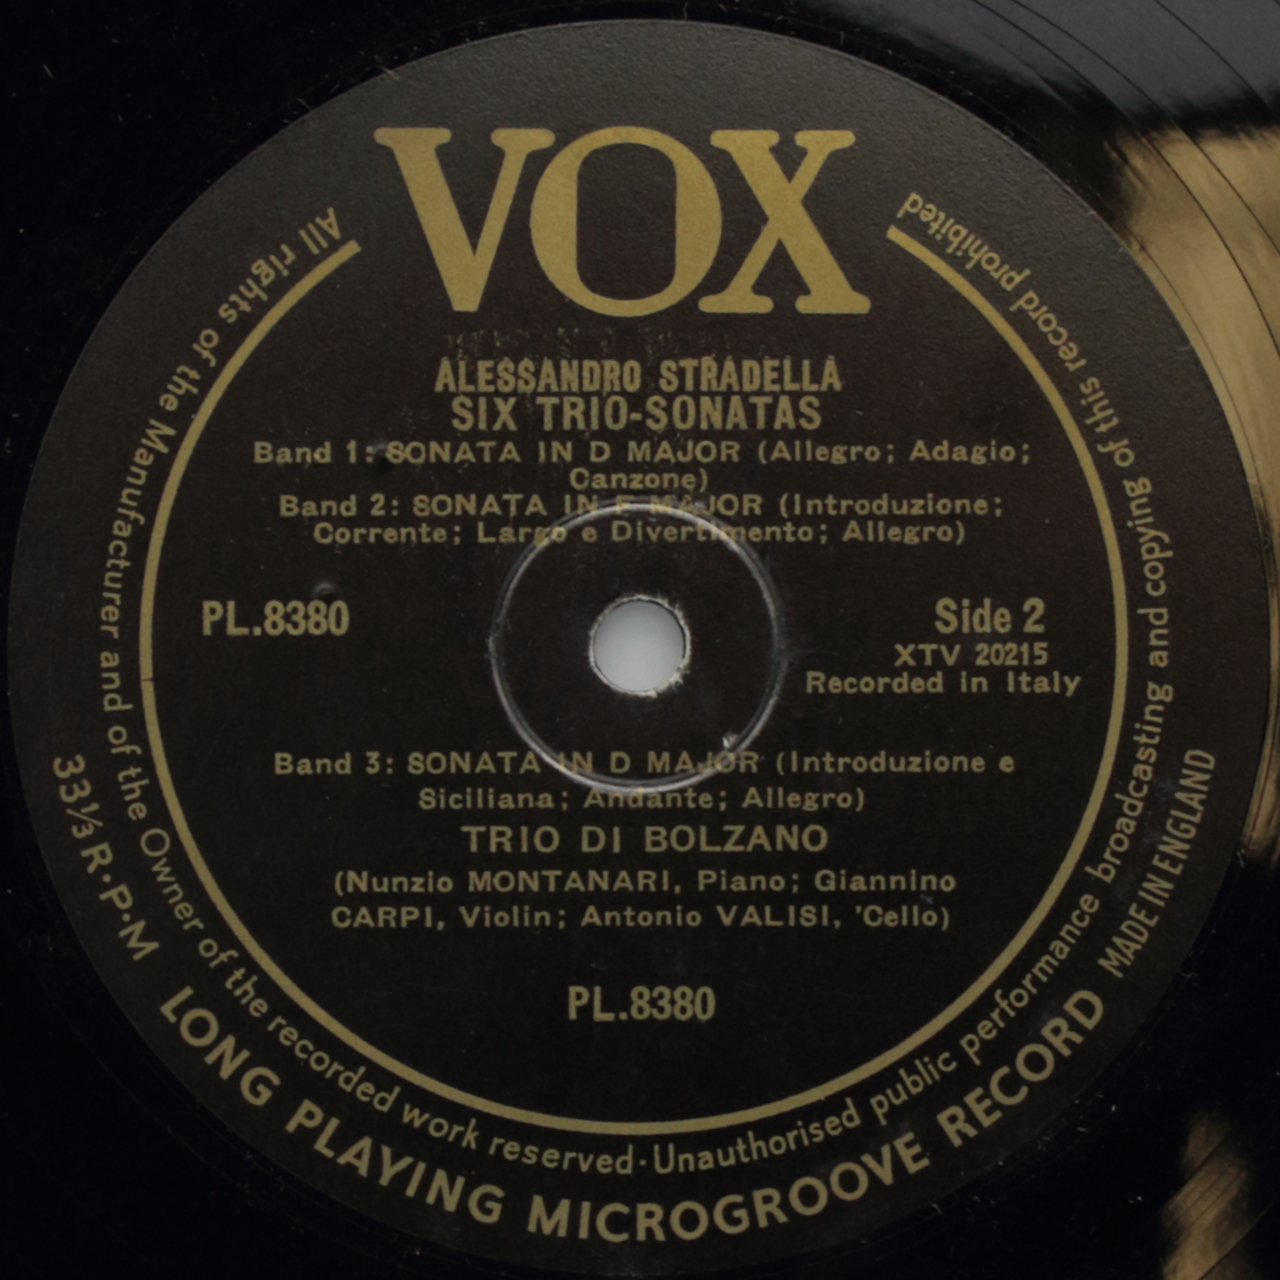 VOX
ALESSANDRO STRADELLA
SIX TRIO-SONATAS
Band 1: SONATA IN D MAJOR (Allegro; Adagio;
Canzone)
Band 2: SONATA IN F MAJOR (Introduzione;
Corrente; Largo e Divertimento; Allegro)
PL.8380
Side 2
XTV 20215
Recorded in Italy
Band 3: SONATA IN D MAJOR (Introduzione e
Siciliana; Andante; Allegro)
TRIO DI BOLZANO
(Nunzio MONTANARI, Piano; Giannino
CARPI, Violin; Antonio VALISI, 'Cello)
PL.8380
All rights of the Manufacturer and of the Owner of the recorded work reserved · Unauthorised public performance broadcasting and copying of this record prohibited
33⅓ R·P·M LONG PLAYING MICROGROOVE RECORD MADE IN ENGLAND